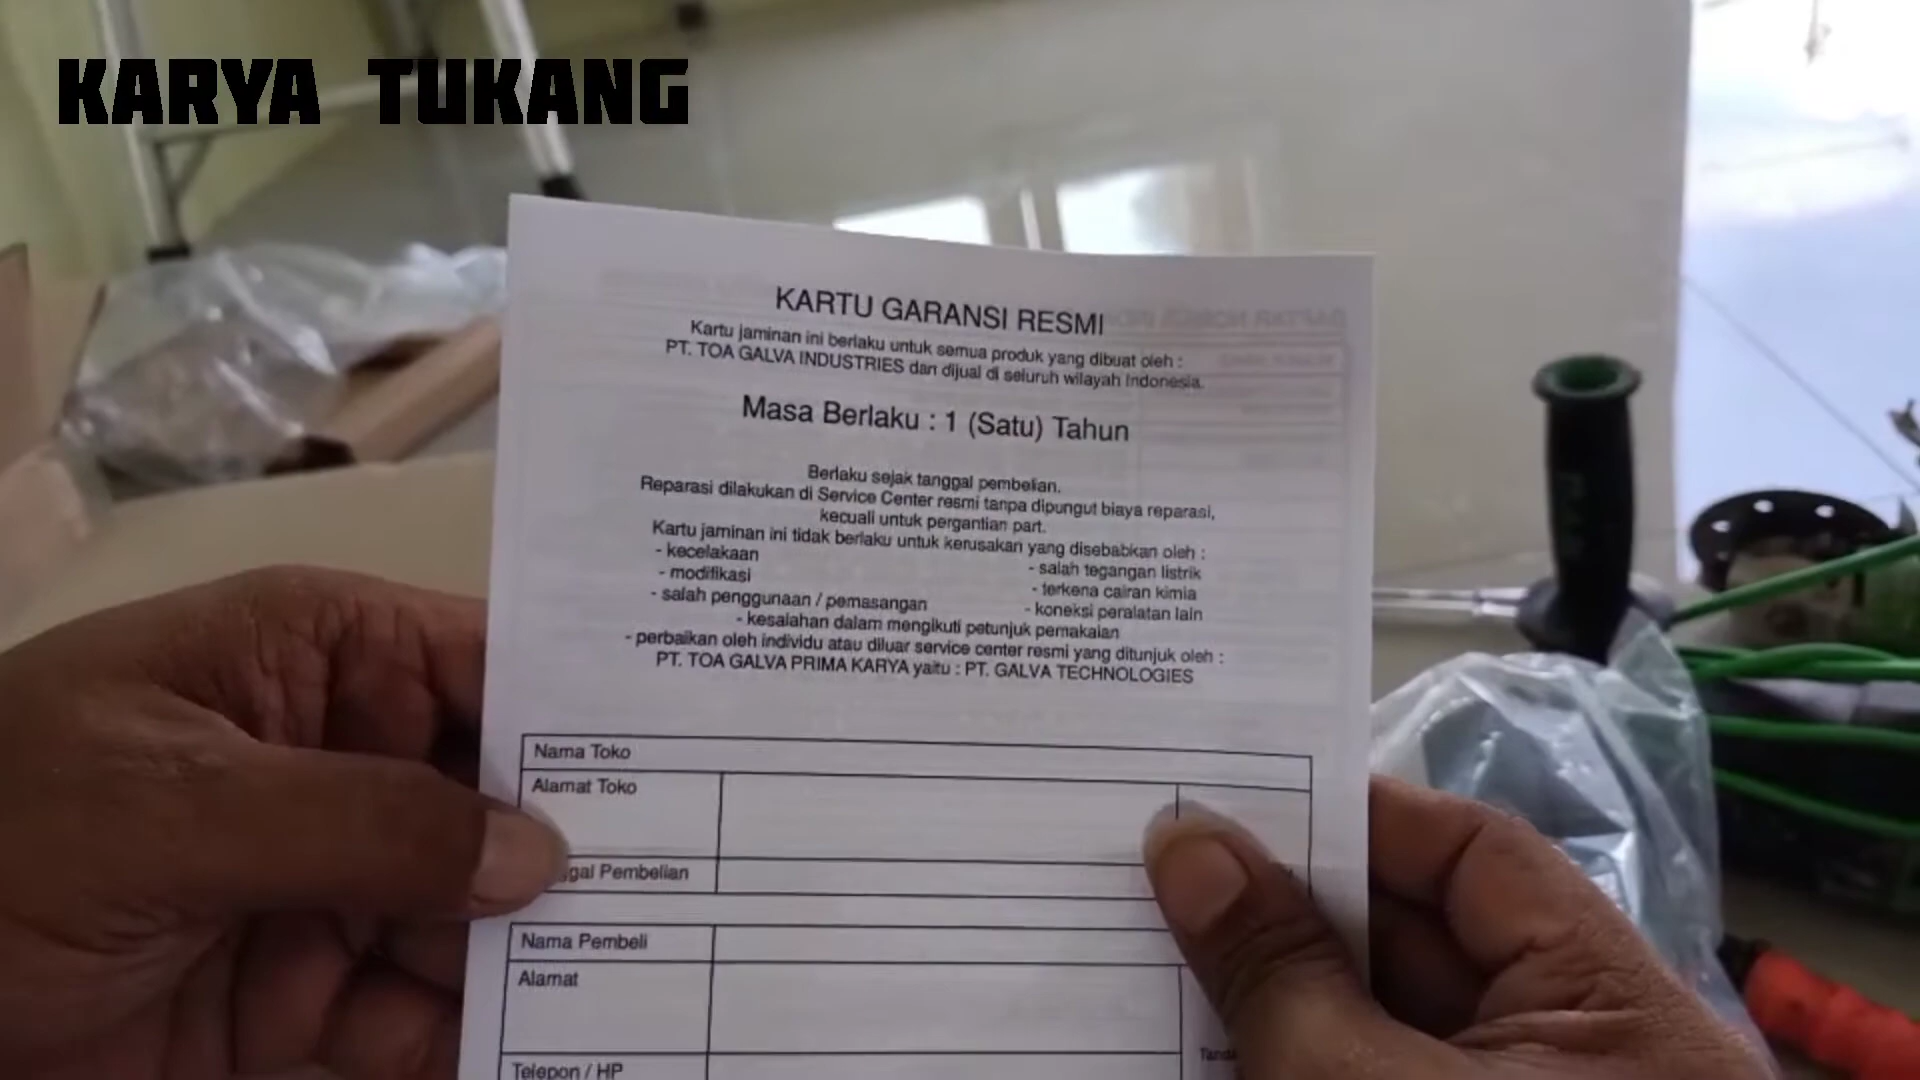 KARYA TUKANG
KARTU GARANSI RESMI
Kartu jaminan ini berlaku untuk semua produk yang dibuat oleh :
PT. TOA GALVA INDUSTRIES dan dijual di seluruh wilayah Indonesia.
Masa Berlaku : 1 (Satu) Tahun
Berlaku sejak tanggal pembelian.
Reparasi dilakukan di Service Center resmi tanpa dipungut biaya reparasi,
kecuali untuk pergantian part.
Kartu jaminan ini tidak berlaku untuk kerusakan yang disebabkan oleh :
- kecelakaan
- salah tegangan listrik
- modifikasi
- terkena cairan kimia
- salah penggunaan / pemasangan
- koneksi peralatan lain
- kesalahan dalam mengikuti petunjuk pemakaian
- perbaikan oleh individu atau diluar service center resmi yang ditunjuk oleh :
PT. TOA GALVA PRIMA KARYA yaitu : PT. GALVA TECHNOLOGIES
Nama Toko
Alamat Toko
Pembelian
Nama Pembeli
Alamat
Telepon / HP